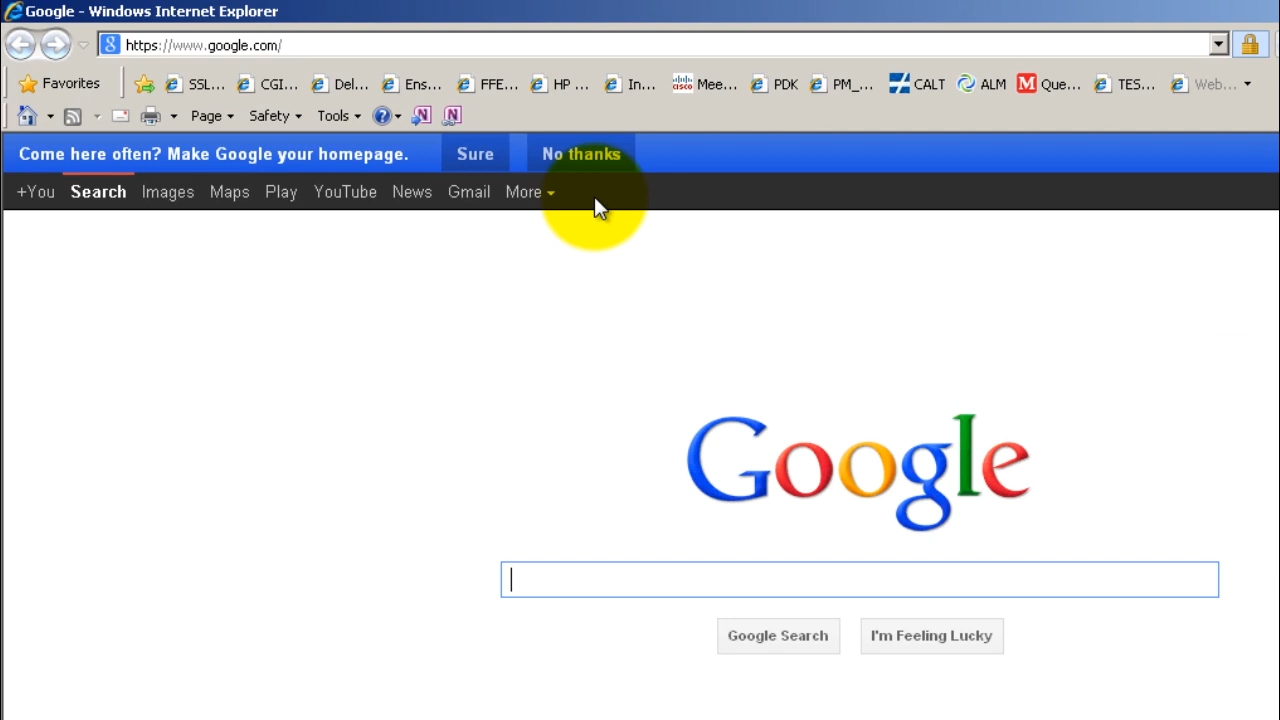 Google - Windows Internet Explorer
https://www.google.com/
Favorites SSL... CGI... Del... Ens... FFE... HP ... In... cisco Mee... PDK PM_... CALT ALM Que... TES... Web...
Page Safety Tools
Come here often? Make Google your homepage. Sure No thanks
+You Search Images Maps Play YouTube News Gmail More
Google
Google Search I'm Feeling Lucky